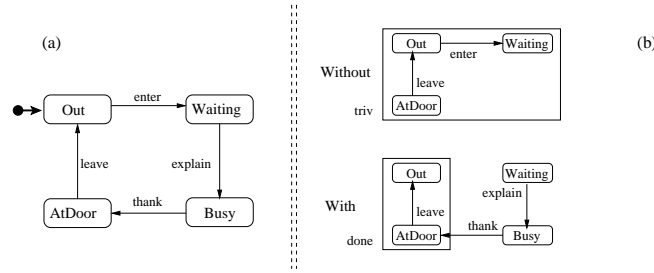 (a)
Out
enter
Waiting
leave
explain
AtDoor
thank
Busy
(b)
Without
Out
enter
Waiting
leave
triv
AtDoor
With
Out
Waiting
explain
leave
thank
done
AtDoor
Busy